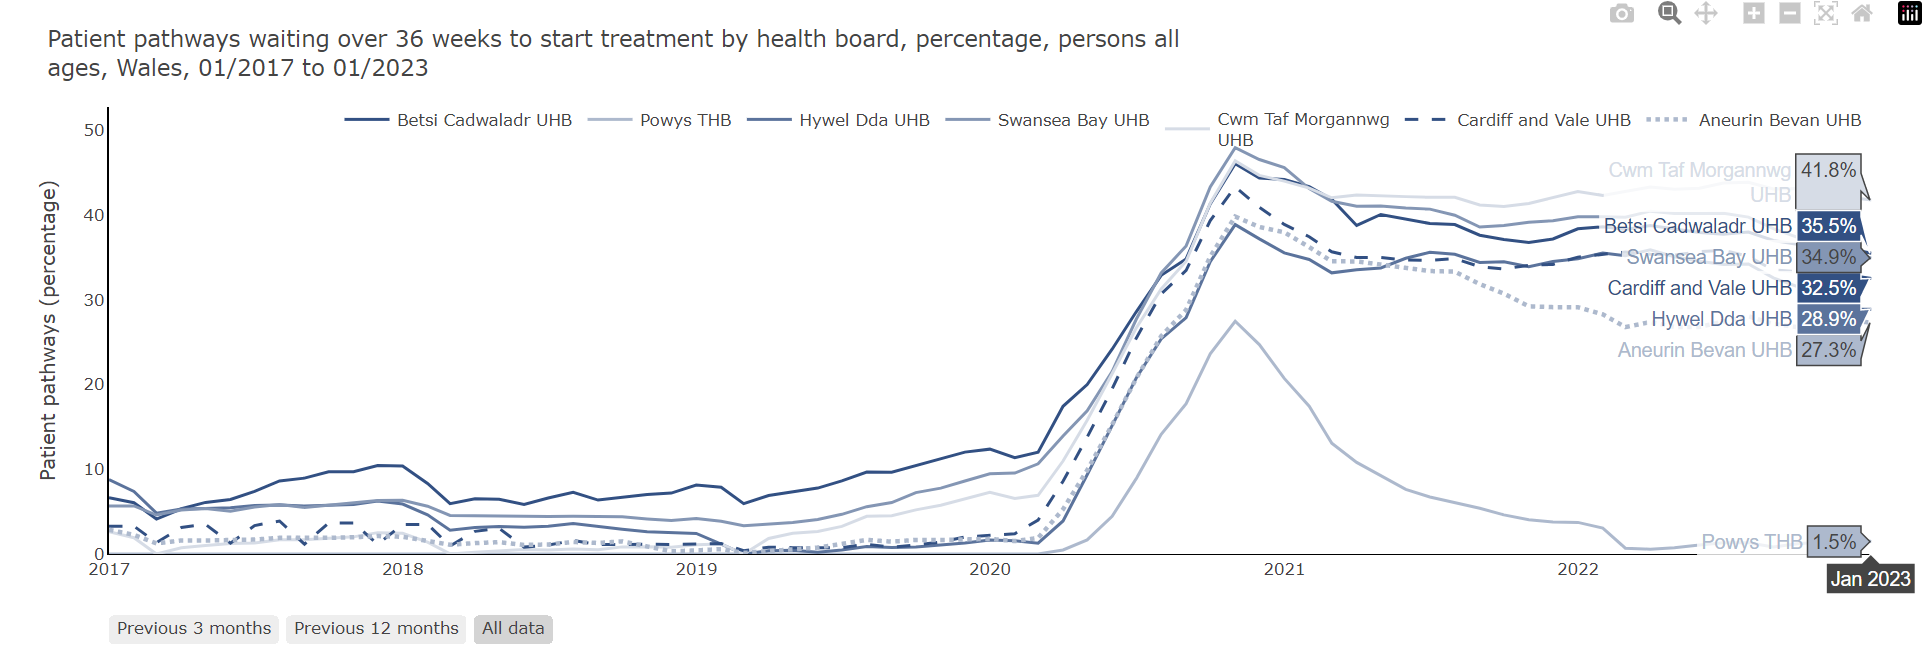 Patient pathways waiting over 36 weeks to start treatment by health board, percentage, persons all
ages, Wales, 01/2017 to 01/2023
Betsi Cadwaladr UHB
Powys THB
Hywel Dda UHB
Swansea Bay UHB
Cwm Taf Morgannwg
UHB
Cardiff and Vale UHB
Aneurin Bevan UHB
Patient pathways (percentage)
50
40
30
20
10
0
Cwm Taf Morgannwg
UHB
41.8%
Betsi Cadwaladr UHB 35.5%
Swansea Bay UHB 34.9%
Cardiff and Vale UHB 32.5%
Hywel Dda UHB 28.9%
Aneurin Bevan UHB 27.3%
Powys THB 1.5%
2017
2018
2019
2020
2021
2022
Jan 2023
Previous 3 months
Previous 12 months
All data